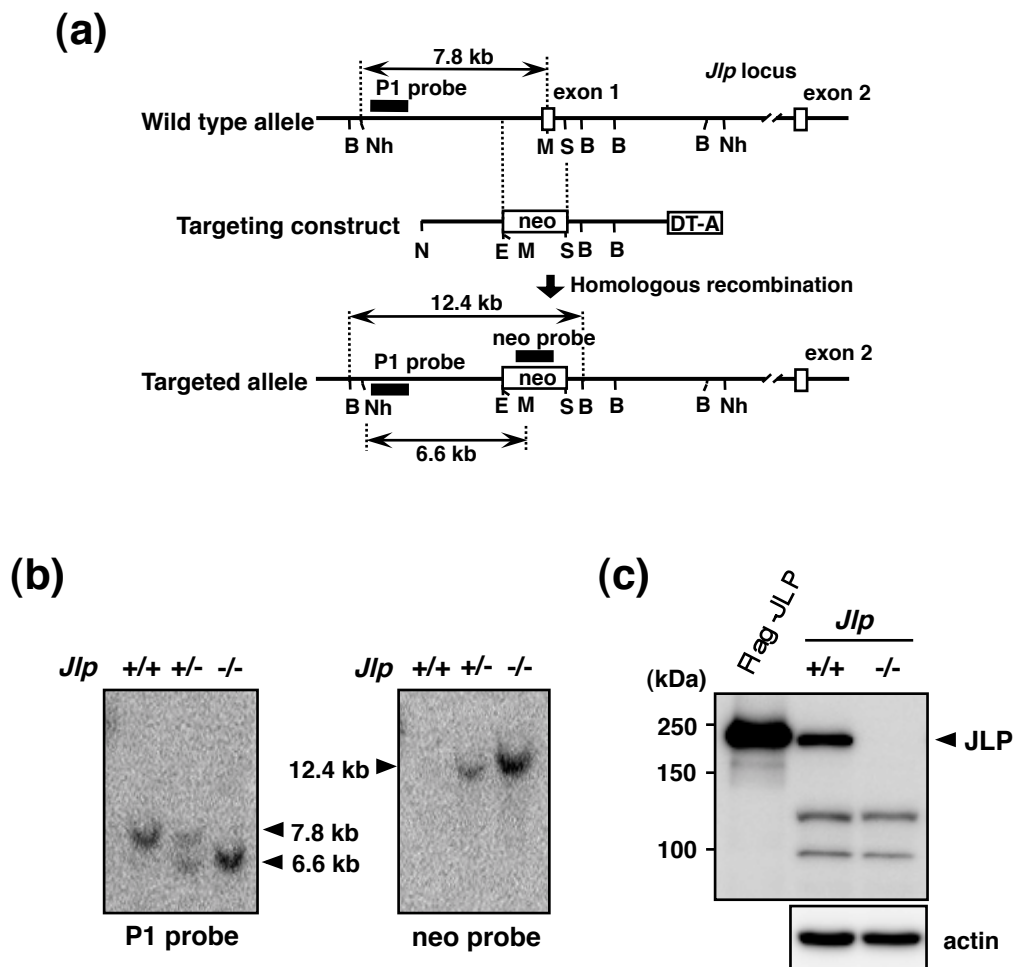 (a)
7.8 kb
Jlp locus
P1 probe
exon 1
exon 2
Wild type allele
B Nh M S B B B Nh
Targeting construct
neo
DT-A
N E M S B B
Homologous recombination
12.4 kb
neo probe
P1 probe
exon 2
Targeted allele
neo
B Nh E M S B B B Nh
6.6 kb
(b)
Jlp +/+ +/- -/-
7.8 kb
6.6 kb
P1 probe
Jlp +/+ +/- -/-
12.4 kb
neo probe
(c)
Flag-JLP
Jlp
+/+ -/-
(kDa)
250
JLP
150
100
actin